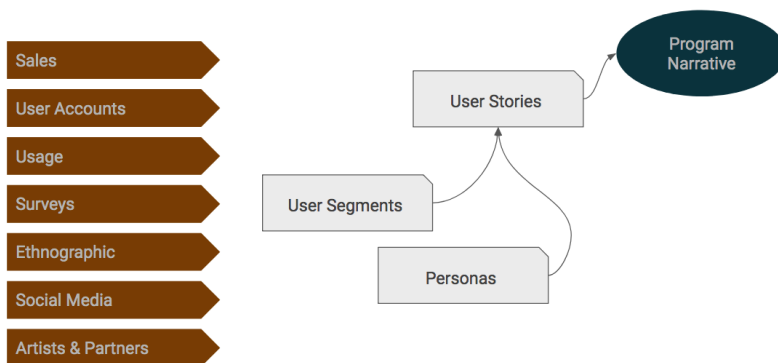 Sales
User Accounts
Usage
Surveys
Ethnographic
Social Media
Artists & Partners
Program
Narrative
User Stories
User Segments
Personas